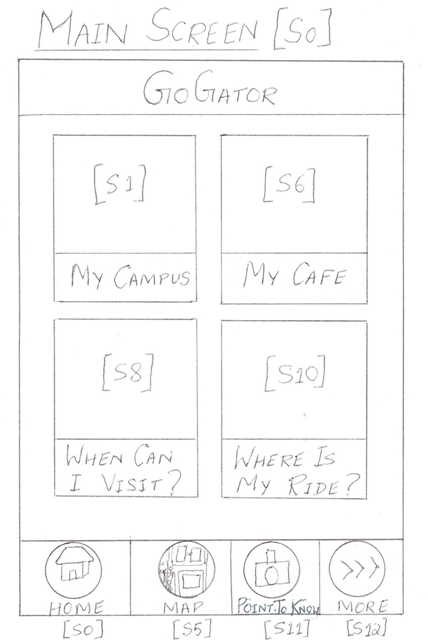 MAIN SCREEN [S0]
GOGATOR
[S1] [S6]
MY CAMPUS MY CAFE
[S8] [S10]
WHEN CAN WHERE IS
I VISIT? MY RIDE?
HOME MAP POINT.TO KNOW MORE
[S0] [S5] [S11] [S12]